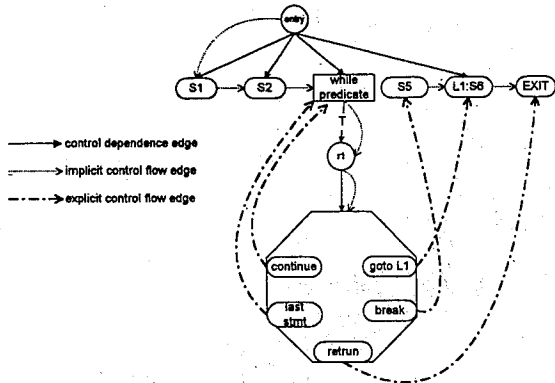 entry
S1
S2
while
predicate
S5
L1:S6
EXIT
T
r1
control dependence edge
implicit control flow edge
explicit control flow edge
continue
goto L1
last
stmt
break
retrun